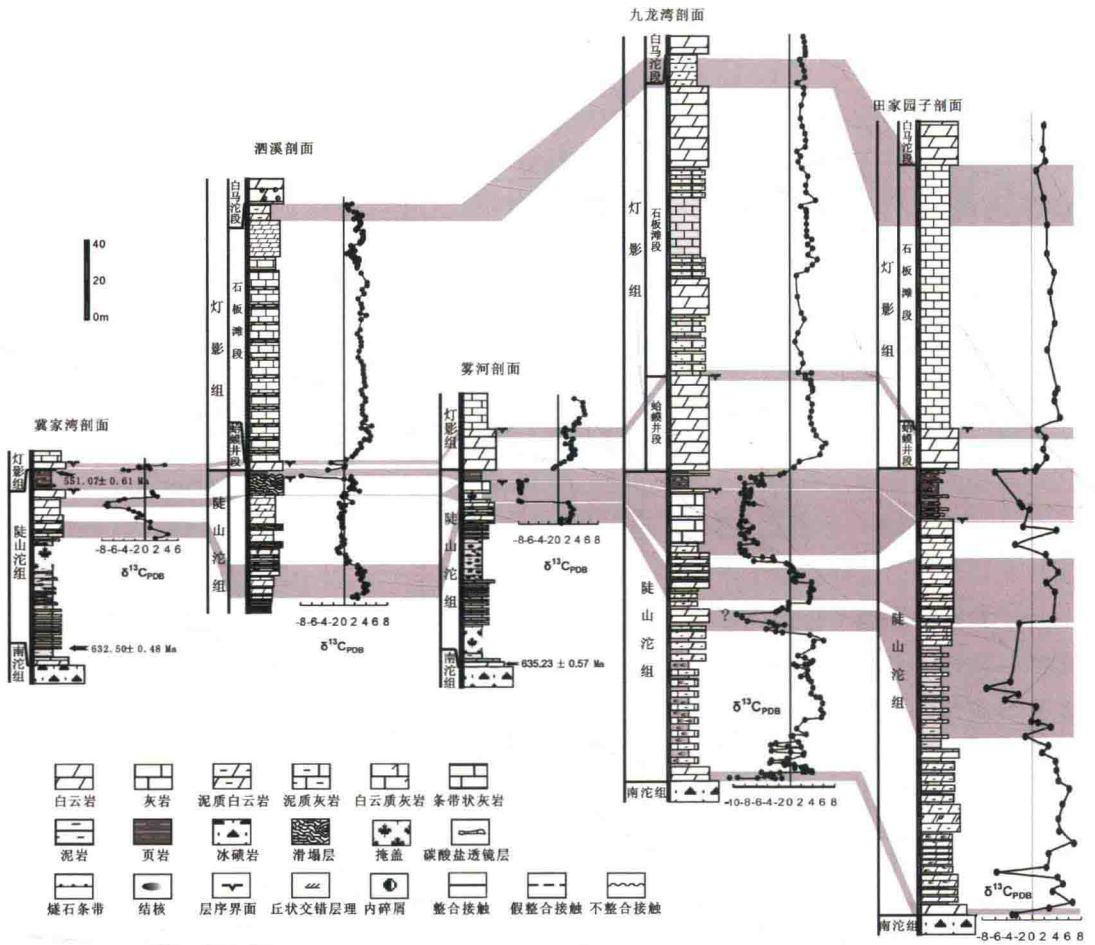 九龙湾剖面
白马沱段
石板滩段
灯影组
蛤蟆井段
陡山沱组
?
δ¹³C_PDB
南沱组
-10-8-6-4-2 0 2 4 6 8
田家园子剖面
白马沱段
石板滩段
灯影组
蛤蟆井段
陡山沱组
δ¹³C_PDB
南沱组
-8-6-4-2 0 2 4 6 8
泗溪剖面
白马沱段
石板滩段
灯影组
蛤蟆井段
陡山沱组
-8-6-4-2 0 2 4 6 8
δ¹³C_PDB
40
20
0m
雾河剖面
灯影组
陡山沱组
南沱组
-8-6-4-20 2 4 6 8
δ¹³C_PDB
635.23 ± 0.57 Ma
冀家湾剖面
灯影组
551.07± 0.61 Ma
陡山沱组
-8-6-4-20 2 4 6
δ¹³C_PDB
632.50± 0.48 Ma
南沱组
白云岩 灰岩 泥质白云岩 泥质灰岩 白云质灰岩 条带状灰岩
泥岩 页岩 冰碛岩 滑塌层 掩盖 碳酸盐透镜层
燧石条带 结核 层序界面 丘状交错层理 内碎屑 整合接触 假整合接触 不整合接触